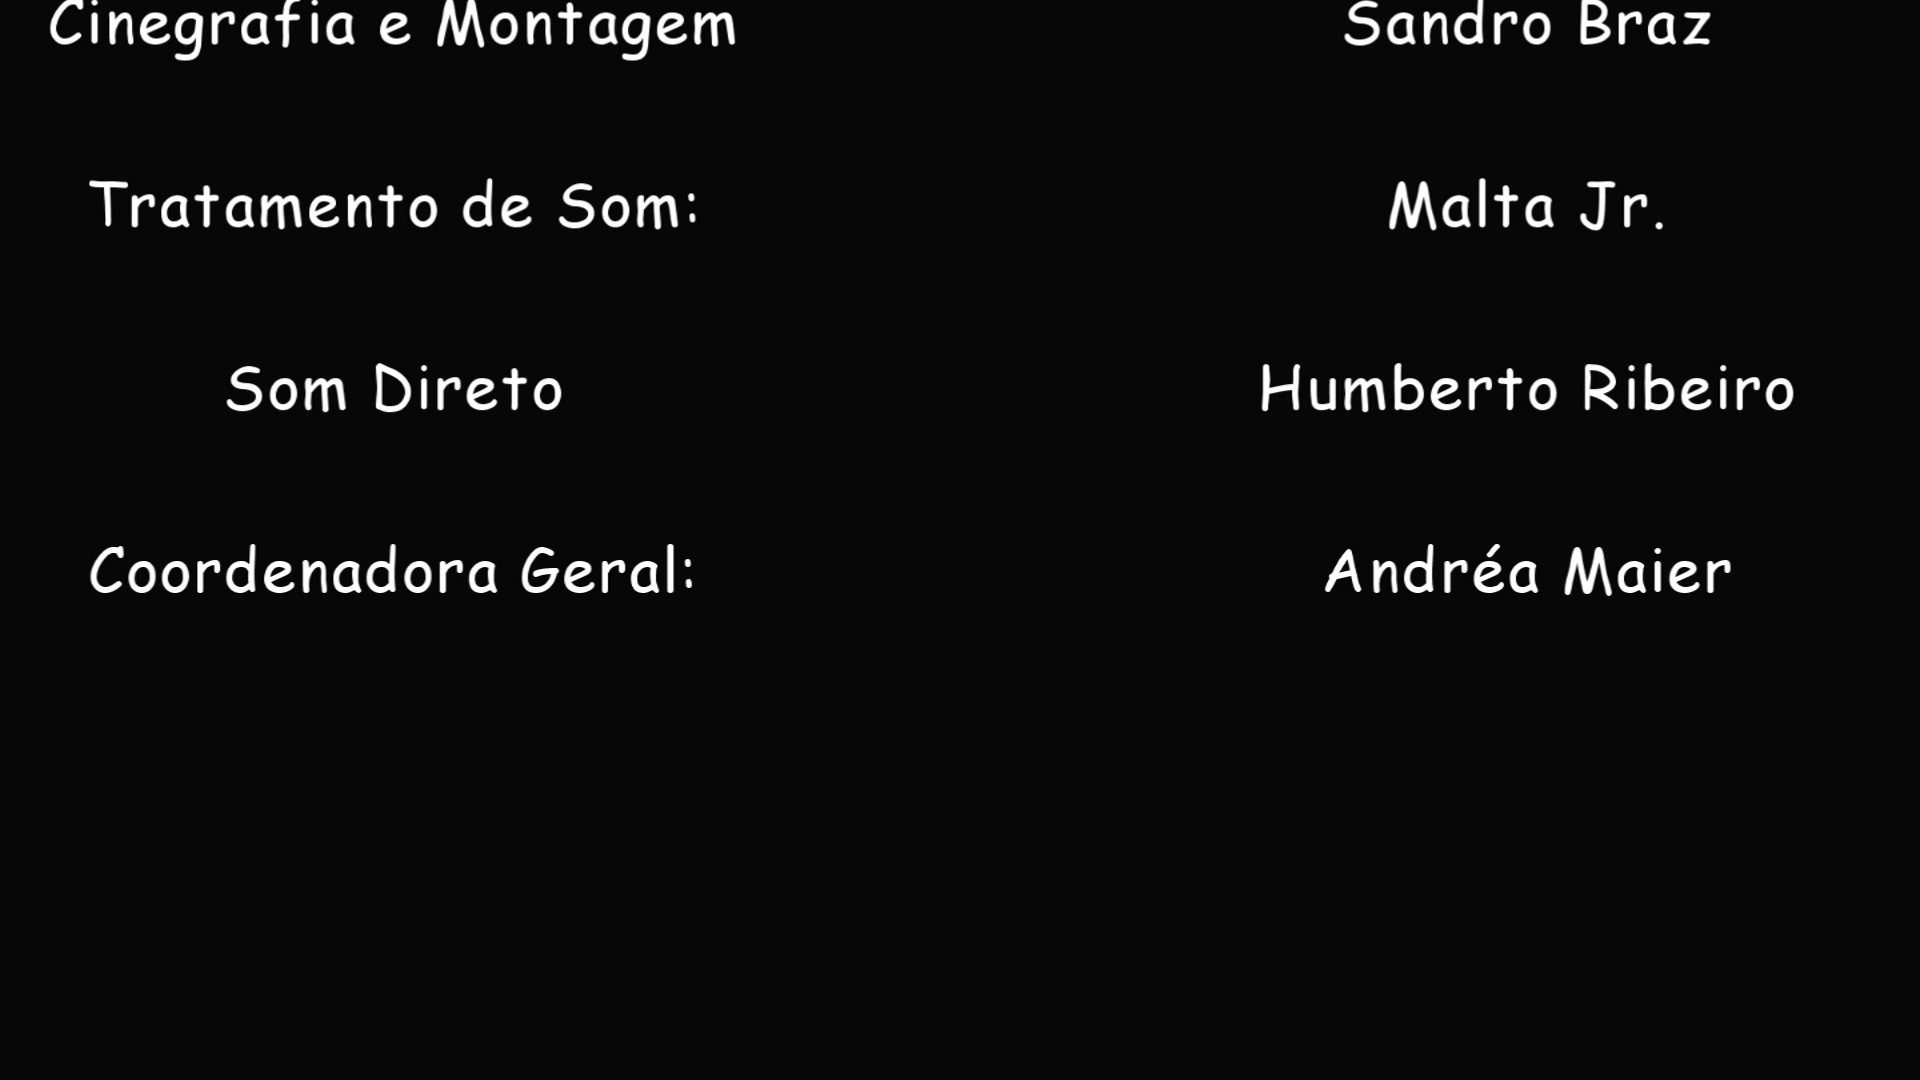 Cinegrafia e Montagem Sandro Braz
Tratamento de Som: Malta Jr.
Som Direto Humberto Ribeiro
Coordenadora Geral: Andréa Maier